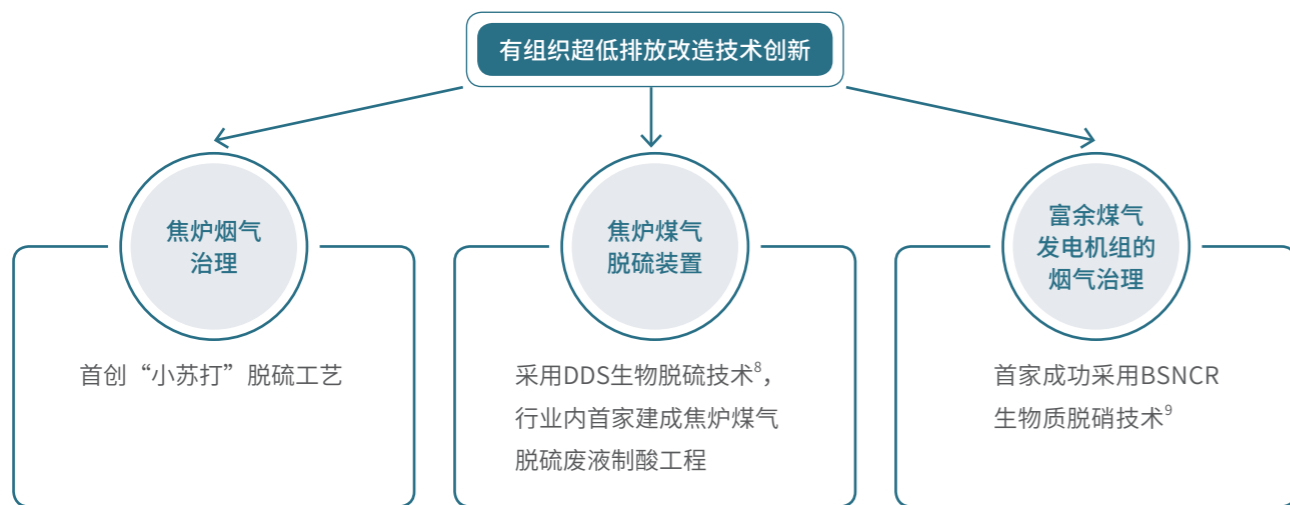 有组织超低排放改造技术创新
焦炉烟气
治理
首创“小苏打”脱硫工艺
焦炉煤气
脱硫装置
采用DDS生物脱硫技术⁸，
行业内首家建成焦炉煤气
脱硫废液制酸工程
富余煤气
发电机组的
烟气治理
首家成功采用BSNCR
生物质脱硝技术⁹